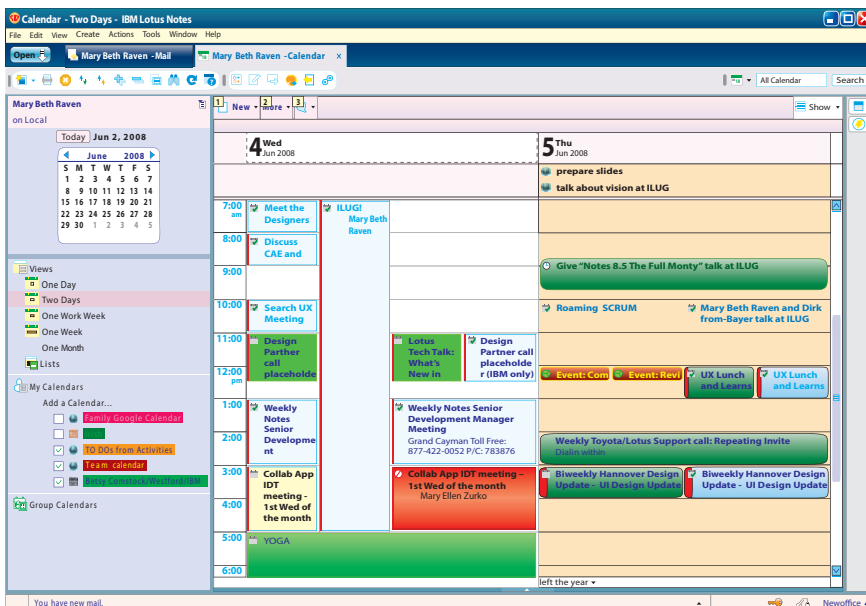 Calendar - Two Days - IBM Lotus Notes
File Edit View Create Actions Tools Window Help
Open
Mary Beth Raven -Mail
Mary Beth Raven -Calendar x
All Calendar
Search
Mary Beth Raven
on Local
Today Jun 2, 2008
June 2008
S M T W T F S
1 2 3 4 5 6 7
8 9 10 11 12 13 14
15 16 17 18 19 20 21
22 23 24 25 26 27 28
29 30 1 2 3 4 5
Views
One Day
Two Days
One Work Week
One Week
One Month
Lists
My Calendars
Add a Calendar...
Family Google Calendar
TO DOs from Activities
Team calendar
Betsy Comstock/Westford/IBM
Group Calendars
1 New
2 More
3
Show
4 Wed
Jun 2008
5 Thu
Jun 2008
prepare slides
talk about vision at ILUG
7:00
am
8:00
9:00
10:00
11:00
12:00
pm
1:00
2:00
3:00
4:00
5:00
6:00
Meet the
Designers
Discuss
CAE and
Search UX
Meeting
Design
Parther
call
placeholde
Weekly
Notes
Senior
Developme
nt
Collab App
IDT
meeting -
1st Wed of
the month
ILUG!
Mary Beth
Raven
Lotus
Tech Talk:
What's
New in
Design
Partner call
placeholde
r (IBM only)
Weekly Notes Senior
Development Manager
Meeting
Grand Cayman Toll Free:
877-422-0052 P/C: 783876
Collab App IDT meeting –
1st Wed of the month
Mary Ellen Zurko
YOGA
Give "Notes 8.5 The Full Monty" talk at ILUG
Roaming SCRUM
Mary Beth Raven and Dirk
from-Bayer talk at ILUG
Event: Com
Event: Revi
UX Lunch
and Learns
UX Lunch
and Learns
Weekly Toyota/Lotus Support call: Repeating Invite
Dialin within
Biweekly Hannover Design
Update - UI Design Update
Biweekly Hannover Design
Update - UI Design Update
left the year
You have new mail.
Newoffice